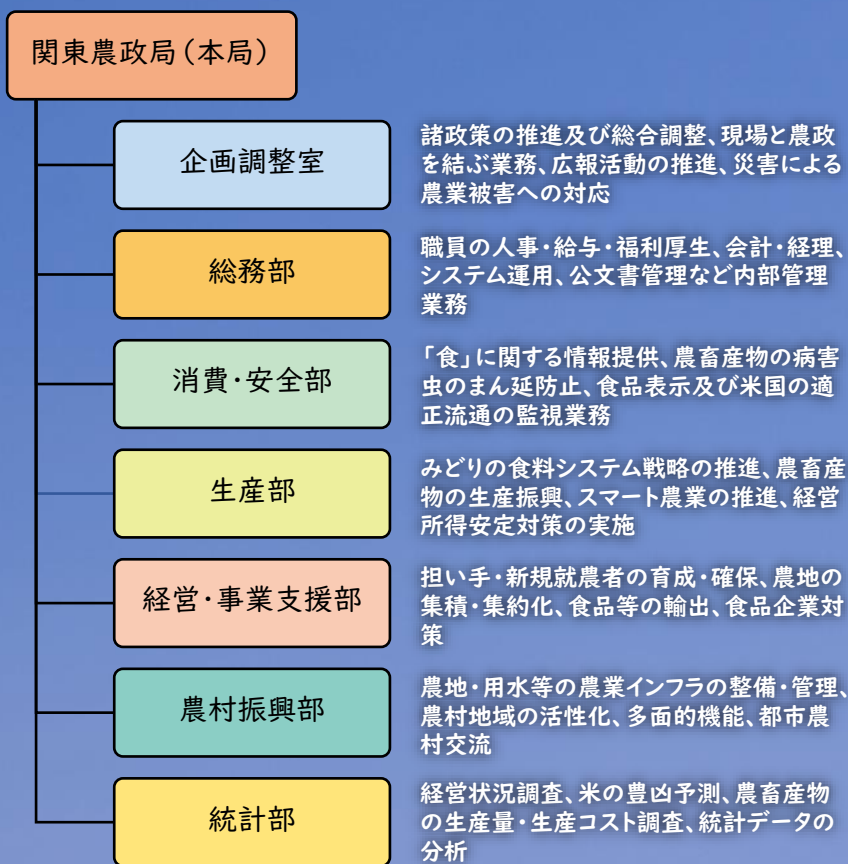 関東農政局（本局）
企画調整室
諸政策の推進及び総合調整、現場と農政
を結ぶ業務、広報活動の推進、災害による
農業被害への対応
総務部
職員の人事・給与・福利厚生、会計・経理、
システム運用、公文書管理など内部管理
業務
消費・安全部
「食」に関する情報提供、農畜産物の病害
虫のまん延防止、食品表示及び米国の適
正流通の監視業務
生産部
みどりの食料システム戦略の推進、農畜産
物の生産振興、スマート農業の推進、経営
所得安定対策の実施
経営・事業支援部
担い手・新規就農者の育成・確保、農地の
集積・集約化、食品等の輸出、食品企業対
策
農村振興部
農地・用水等の農業インフラの整備・管理、
農村地域の活性化、多面的機能、都市農
村交流
統計部
経営状況調査、米の豊凶予測、農畜産物
の生産量・生産コスト調査、統計データの
分析